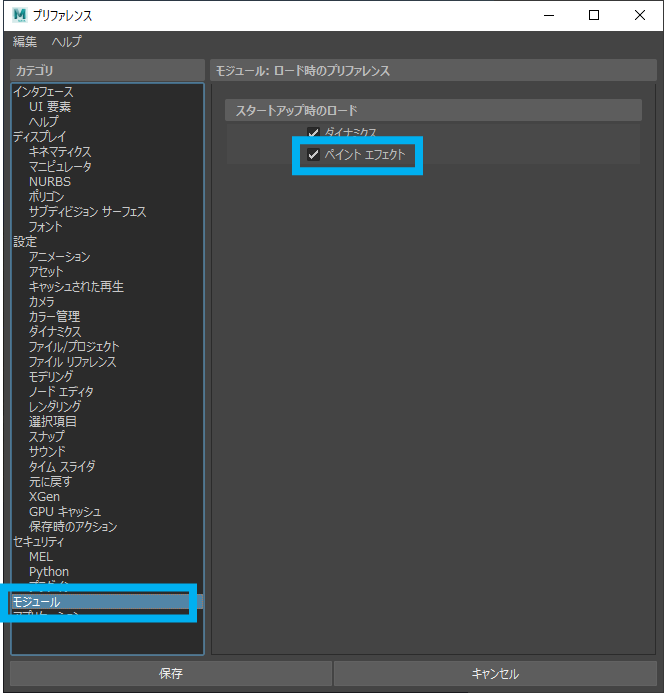 M プリファレンス
編集 ヘルプ
カテゴリ
インタフェース
UI 要素
ヘルプ
ディスプレイ
キネマティクス
マニピュレータ
NURBS
ポリゴン
サブディビジョン サーフェス
フォント
設定
アニメーション
アセット
キャッシュされた再生
カメラ
カラー管理
ダイナミクス
ファイル/プロジェクト
ファイル リファレンス
モデリング
ノード エディタ
レンダリング
選択項目
スナップ
サウンド
タイム スライダ
元に戻す
XGen
GPU キャッシュ
保存時のアクション
セキュリティ
MEL
Python
プラグイン
モジュール
アプリケーション
モジュール: ロード時のプリファレンス
スタートアップ時のロード
ダイナミクス
ペイント エフェクト
保存
キャンセル